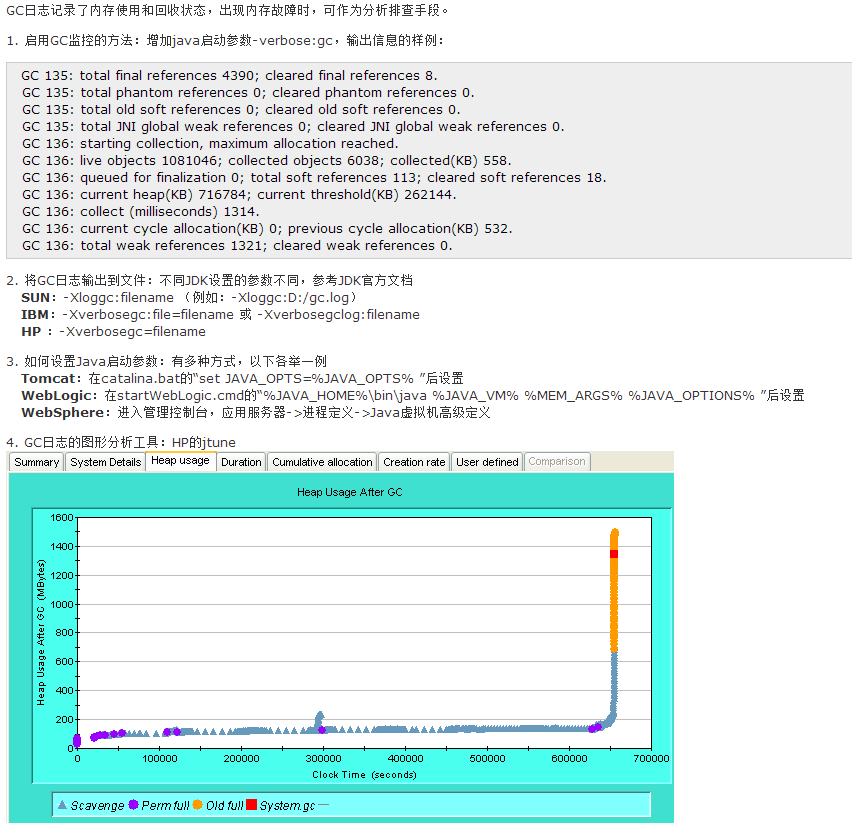 GC日志记录了内存使用和回收状态，出现内存故障时，可作为分析排查手段。
1. 启用GC监控的方法：增加java启动参数-verbose:gc，输出信息的样例：
GC 135: total final references 4390; cleared final references 8.
GC 135: total phantom references 0; cleared phantom references 0.
GC 135: total old soft references 0; cleared old soft references 0.
GC 135: total JNI global weak references 0; cleared JNI global weak references 0.
GC 136: starting collection, maximum allocation reached.
GC 136: live objects 1081046; collected objects 6038; collected(KB) 558.
GC 136: queued for finalization 0; total soft references 113; cleared soft references 18.
GC 136: current heap(KB) 716784; current threshold(KB) 262144.
GC 136: collect (milliseconds) 1314.
GC 136: current cycle allocation(KB) 0; previous cycle allocation(KB) 532.
GC 136: total weak references 1321; cleared weak references 0.
2. 将GC日志输出到文件：不同JDK设置的参数不同，参考JDK官方文档
SUN：-Xloggc:filename （例如：-Xloggc:D:/gc.log）
IBM：-Xverbosegc:file=filename 或 -Xverbosegclog:filename
HP ：-Xverbosegc=filename
3. 如何设置Java启动参数：有多种方式，以下各举一例
Tomcat：在catalina.bat的“set JAVA_OPTS=%JAVA_OPTS% ”后设置
WebLogic：在startWebLogic.cmd的“%JAVA_HOME%\bin\java %JAVA_VM% %MEM_ARGS% %JAVA_OPTIONS% ”后设置
WebSphere：进入管理控制台，应用服务器->进程定义->Java虚拟机高级定义
4. GC日志的图形分析工具：HP的jtune
Summary System Details Heap usage Duration Cumulative allocation Creation rate User defined Comparison
Heap Usage After GC
Heap Usage After GC (MBytes)
1600
1400
1200
1000
800
600
400
200
0
0 100000 200000 300000 400000 500000 600000 700000
Clock Time (seconds)
Scavenge Perm full Old full System.gc